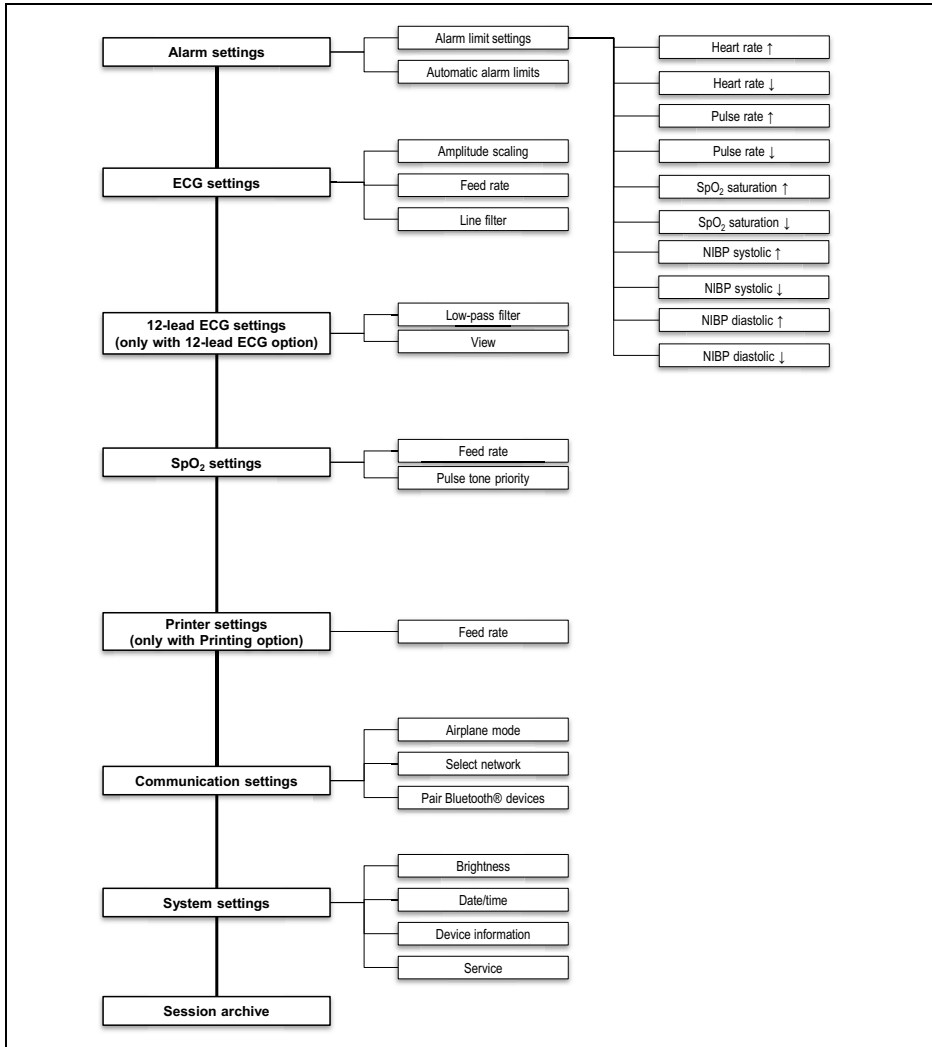 Alarm settings
Alarm limit settings
Automatic alarm limits
Heart rate ↑
Heart rate ↓
Pulse rate ↑
Pulse rate ↓
SpO₂ saturation ↑
SpO₂ saturation ↓
NIBP systolic ↑
NIBP systolic ↓
NIBP diastolic ↑
NIBP diastolic ↓
ECG settings
Amplitude scaling
Feed rate
Line filter
12-lead ECG settings
(only with 12-lead ECG option)
Low-pass filter
View
SpO₂ settings
Feed rate
Pulse tone priority
Printer settings
(only with Printing option)
Feed rate
Communication settings
Airplane mode
Select network
Pair Bluetooth® devices
System settings
Brightness
Date/time
Device information
Service
Session archive